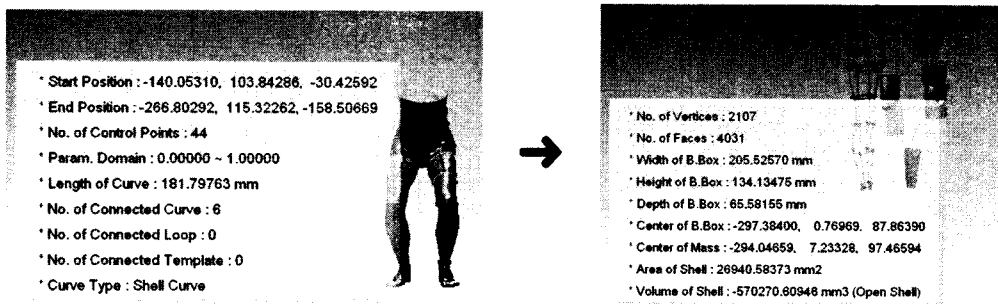 * Start Position : -140.05310, 103.84286, -30.42592
* End Position : -266.80292, 115.32262, -158.50669
* No. of Control Points : 44
* Param. Domain : 0.00000 ~ 1.00000
* Length of Curve : 181.79763 mm
* No. of Connected Curve : 6
* No. of Connected Loop : 0
* No. of Connected Template : 0
* Curve Type : Shell Curve
* No. of Vertices : 2107
* No. of Faces : 4031
* Width of B.Box : 205.52570 mm
* Height of B.Box : 134.13475 mm
* Depth of B.Box : 65.58155 mm
* Center of B.Box : -297.38400, 0.76969, 87.86390
* Center of Mass : -294.04659, 7.23328, 97.46594
* Area of Shell : 26940.58373 mm2
* Volume of Shell : -570270.60946 mm3 (Open Shell)